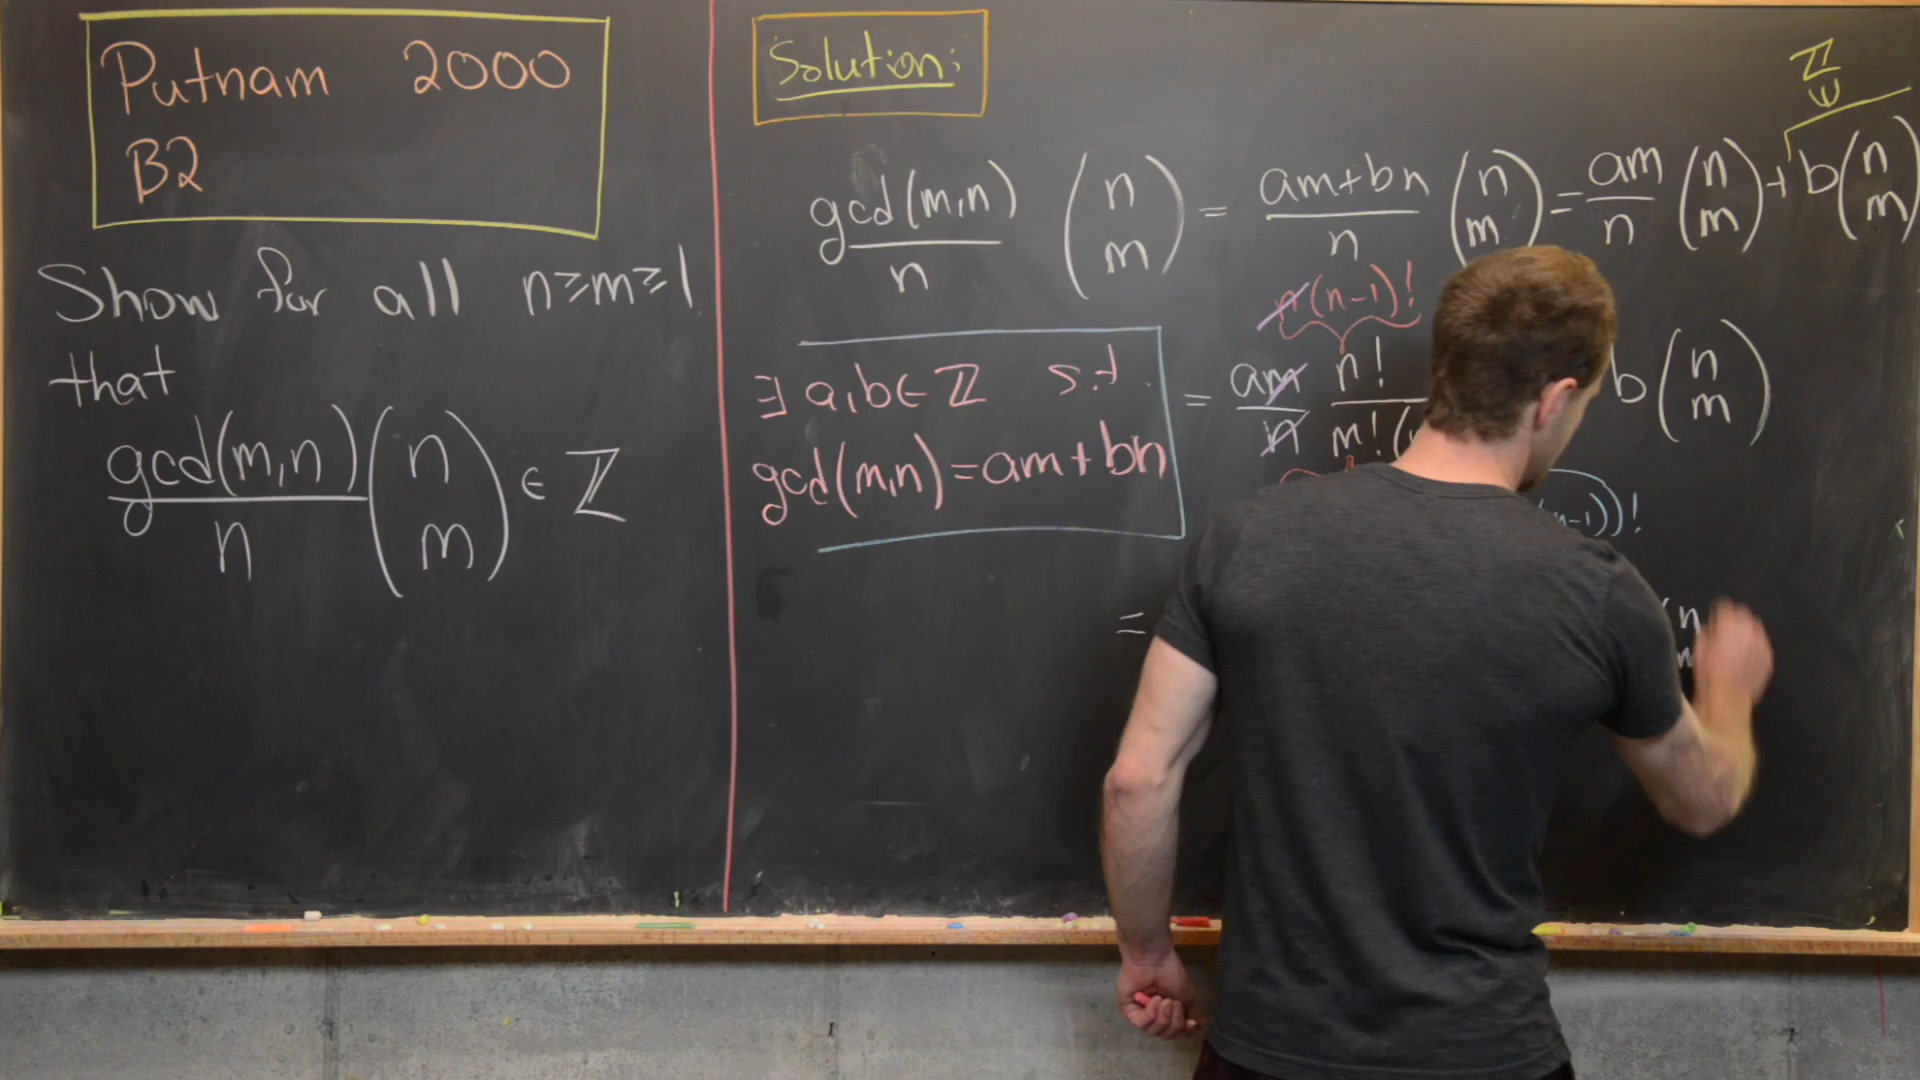 Putnam 2000
B2
Show for all n≥m≥1
that
gcd(m,n)/n (n m) ∈ ℤ
Solution:
ℤ
∈
gcd(m,n)/n (n m) = am+bn/n (n m) = am/n (n m) + b(n m)
n(n-1)!
∃ a,b∈ℤ s.t.
gcd(m,n)=am+bn
= am/n n!/m!( b(n m)
(n-1))!
= n